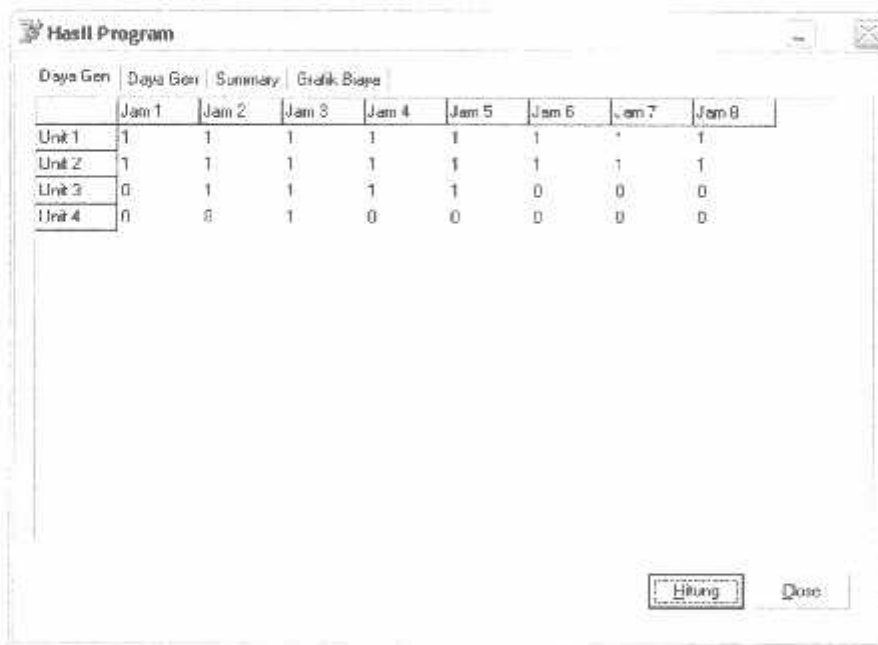 Hasil Program
Daya Gen Daya Gen Summary Grafik Biaya
Jam 1 Jam 2 Jam 3 Jam 4 Jam 5 Jam 6 Jam 7 Jam 8
Unit 1 1 1 1 1 1 1 1 1
Unit 2 1 1 1 1 1 1 1 1
Unit 3 0 1 1 1 1 0 0 0
Unit 4 0 1 0 0 0 0 0
Hitung Close